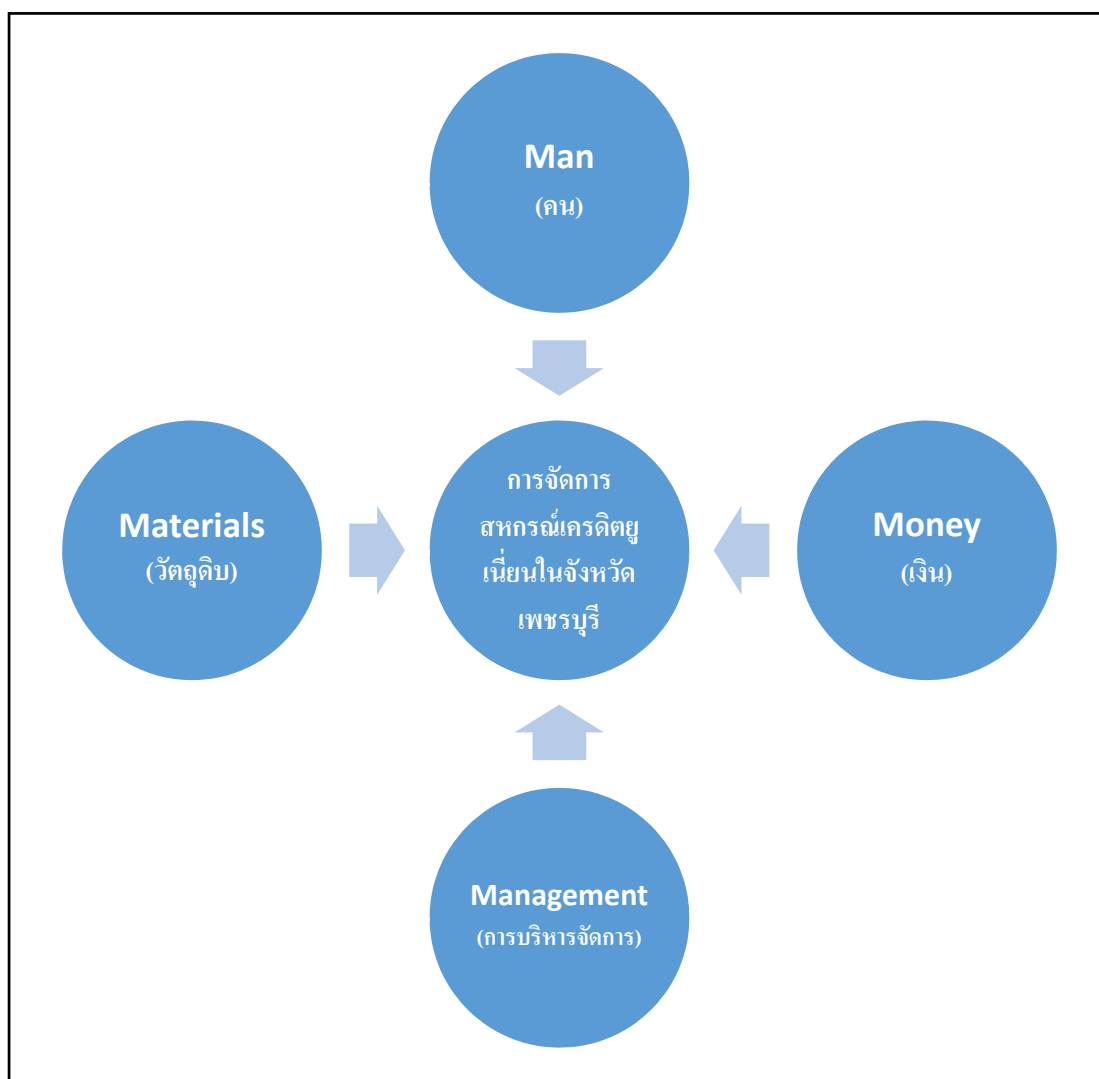 Man
(คน)
Materials
(วัตถุดิบ)
การจัดการ
สหกรณ์เครดิตยู
เนี่ยนในจังหวัด
เพชรบุรี
Money
(เงิน)
Management
(การบริหารจัดการ)